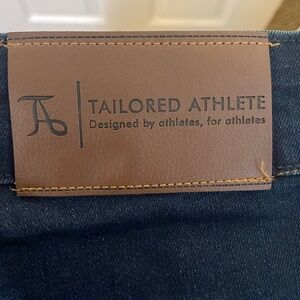 TA
TAILORED ATHLETE
Designed by athletes, for athletes